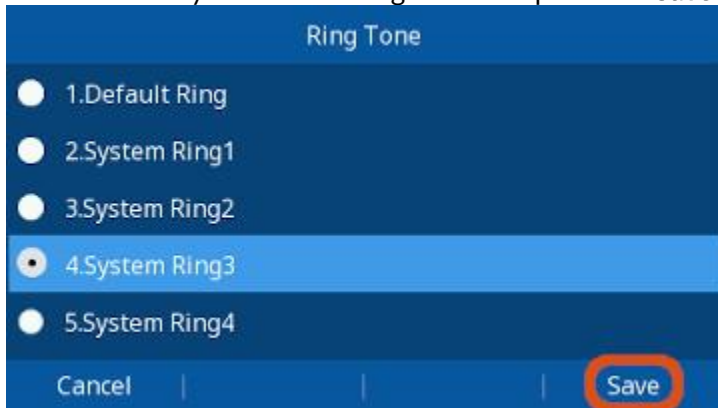 Ring Tone
1.Default Ring
2.System Ring1
3.System Ring2
4.System Ring3
5.System Ring4
Cancel Save